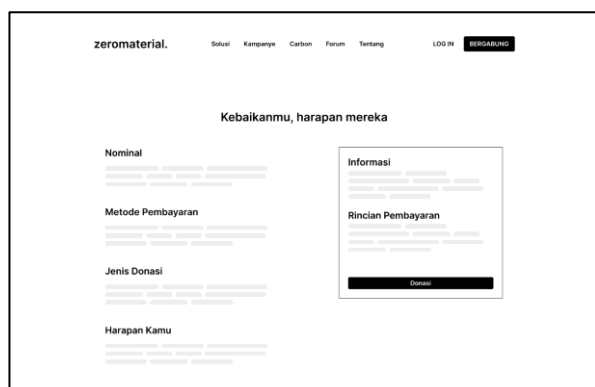 zeromaterial. Solusi Kampanye Carbon Forum Tentang LOG IN BERGABUNG
Kebaikanmu, harapan mereka
Nominal
Metode Pembayaran
Jenis Donasi
Harapan Kamu
Informasi
Rincian Pembayaran
Donasi